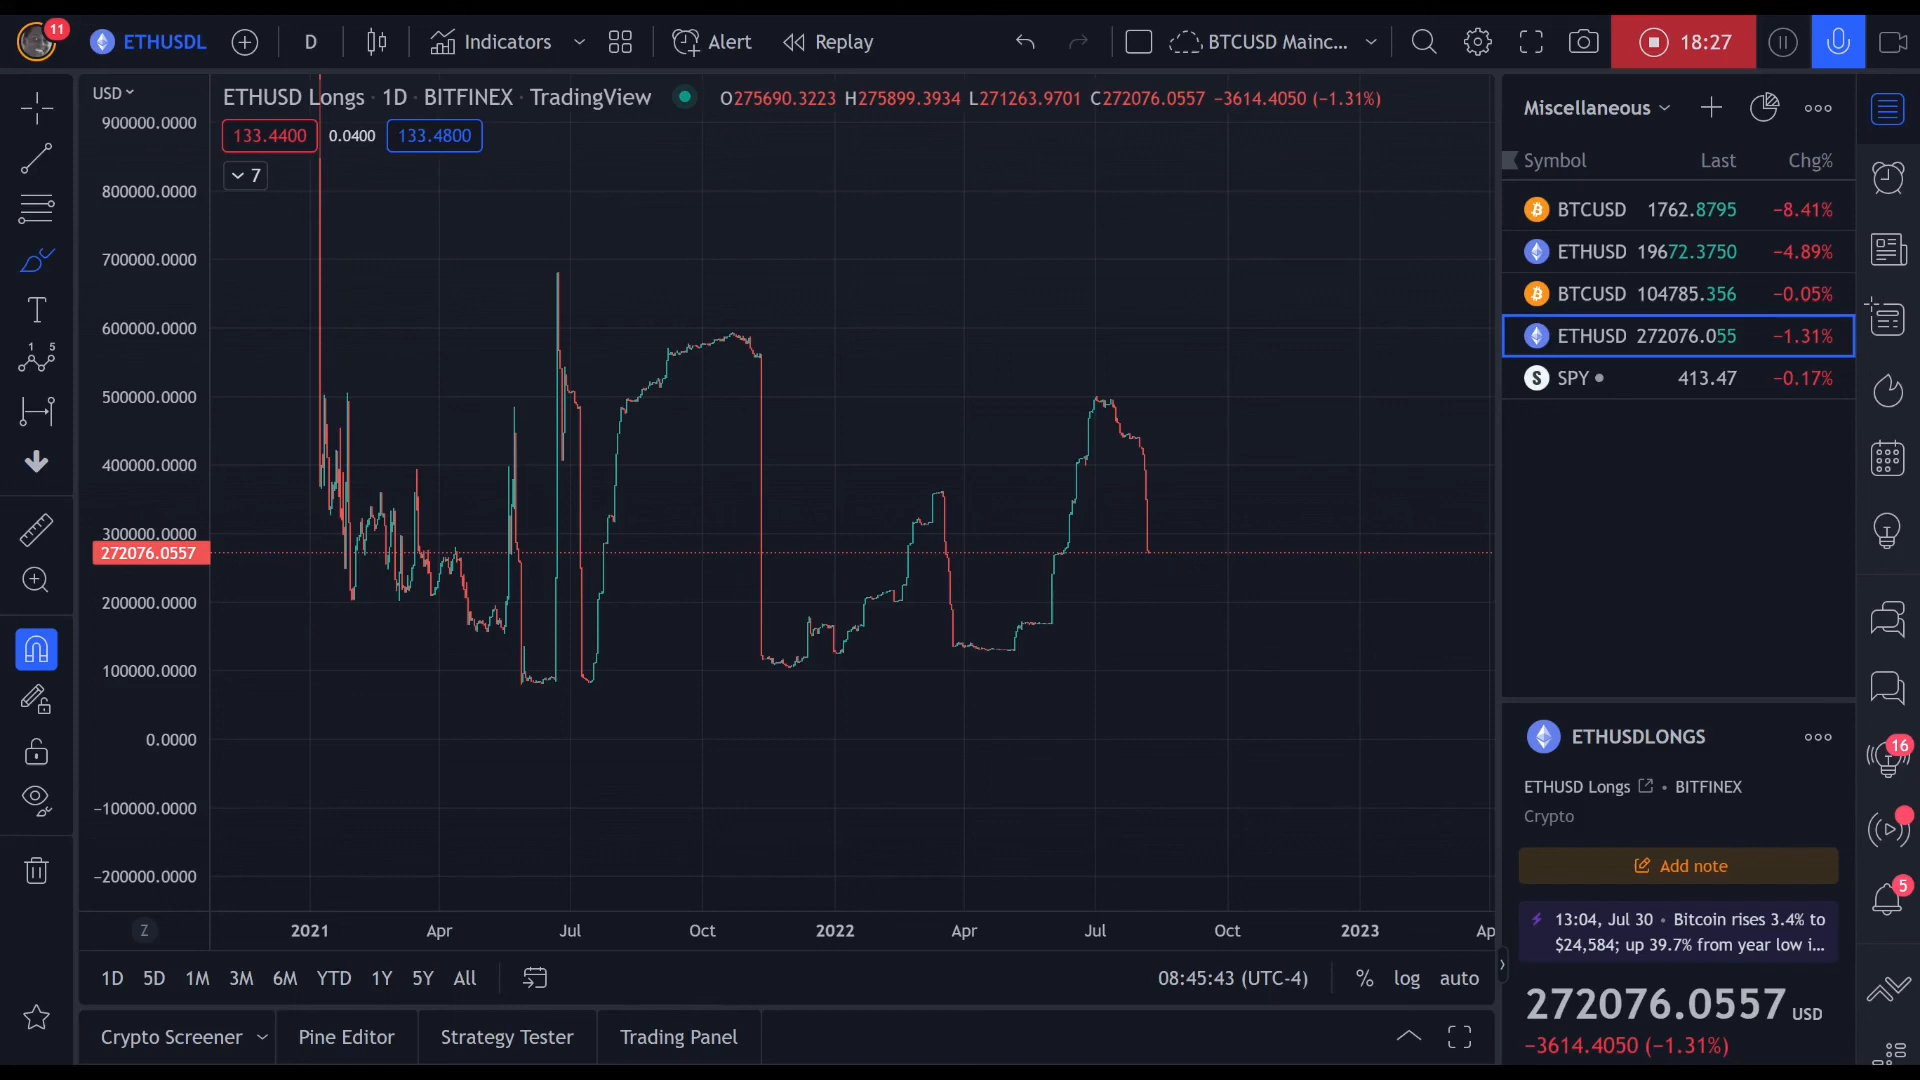 11
ETHUSDL
D
Indicators
Alert
Replay
BTCUSD Mainc...
18:27
USD
ETHUSD Longs · 1D · BITFINEX · TradingView
O275690.3223 H275899.3934 L271263.9701 C272076.0557 −3614.4050 (−1.31%)
133.4400
0.0400
133.4800
7
900000.0000
800000.0000
700000.0000
600000.0000
500000.0000
400000.0000
300000.0000
272076.0557
200000.0000
100000.0000
0.0000
−100000.0000
−200000.0000
Z
2021
Apr
Jul
Oct
2022
Apr
Jul
Oct
2023
Ap
1D 5D 1M 3M 6M YTD 1Y 5Y All
08:45:43 (UTC-4)
% log auto
Crypto Screener
Pine Editor
Strategy Tester
Trading Panel
Miscellaneous
Symbol Last Chg%
BTCUSD 1762.8795 −8.41%
ETHUSD 19672.3750 −4.89%
BTCUSD 104785.356 −0.05%
ETHUSD 272076.055 −1.31%
S SPY 413.47 −0.17%
ETHUSDLONGS
ETHUSD Longs • BITFINEX
Crypto
Add note
13:04, Jul 30 • Bitcoin rises 3.4% to
$24,584; up 39.7% from year low i...
272076.0557 USD
−3614.4050 (−1.31%)
16
5
T
1 5